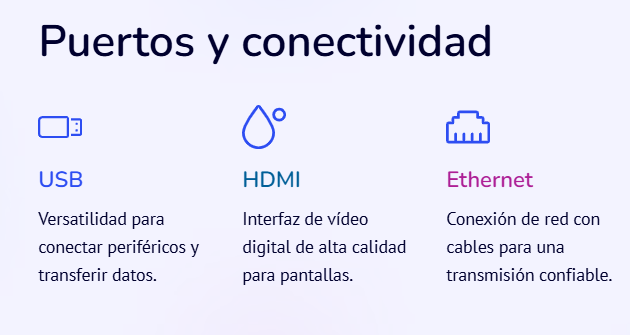 Puertos y conectividad
USB
Versatilidad para
conectar periféricos y
transferir datos.
HDMI
Interfaz de vídeo
digital de alta calidad
para pantallas.
Ethernet
Conexión de red con
cables para una
transmisión confiable.